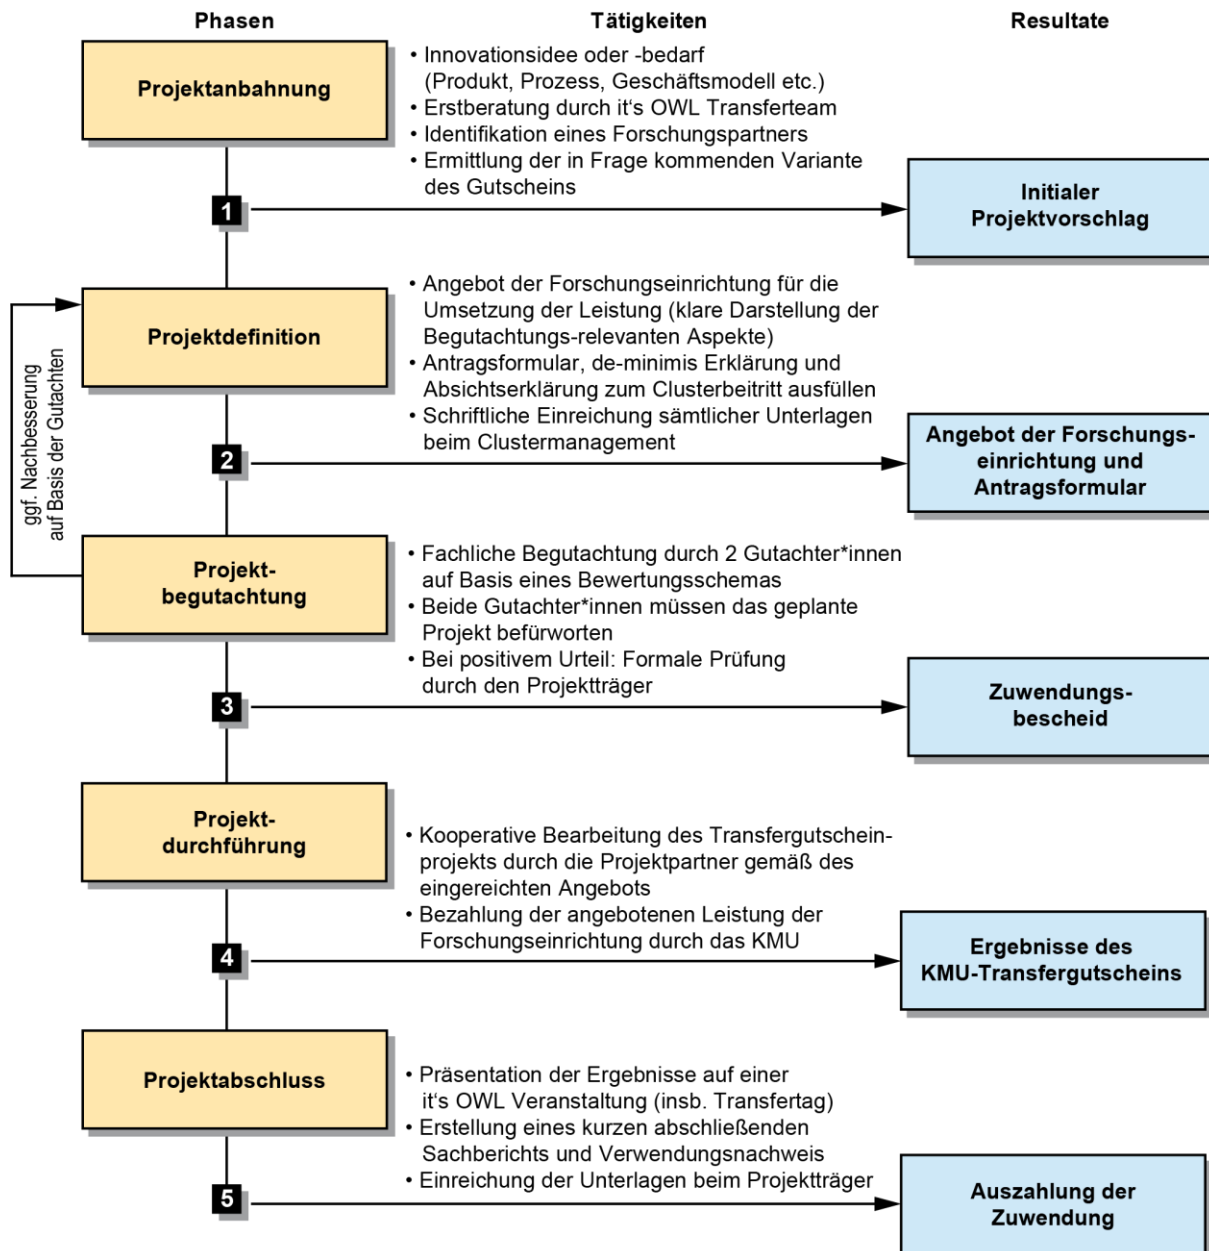 Phasen
Tätigkeiten
Resultate
Projektanbahnung
• Innovationsidee oder -bedarf
(Produkt, Prozess, Geschäftsmodell etc.)
• Erstberatung durch it's OWL Transferteam
• Identifikation eines Forschungspartners
• Ermittlung der in Frage kommenden Variante
des Gutscheins
1
Initialer
Projektvorschlag
Projektdefinition
• Angebot der Forschungseinrichtung für die
Umsetzung der Leistung (klare Darstellung der
Begutachtungs-relevanten Aspekte)
• Antragsformular, de-minimis Erklärung und
Absichtserklärung zum Clusterbeitritt ausfüllen
• Schriftliche Einreichung sämtlicher Unterlagen
beim Clustermanagement
2
Angebot der Forschungs-
einrichtung und
Antragsformular
ggf. Nachbesserung
auf Basis der Gutachten
Projekt-
begutachtung
• Fachliche Begutachtung durch 2 Gutachter*innen
auf Basis eines Bewertungsschemas
• Beide Gutachter*innen müssen das geplante
Projekt befürworten
• Bei positivem Urteil: Formale Prüfung
durch den Projektträger
3
Zuwendungs-
bescheid
Projekt-
durchführung
• Kooperative Bearbeitung des Transfergutschein-
projekts durch die Projektpartner gemäß des
eingereichten Angebots
• Bezahlung der angebotenen Leistung der
Forschungseinrichtung durch das KMU
4
Ergebnisse des
KMU-Transfergutscheins
Projektabschluss
• Präsentation der Ergebnisse auf einer
it's OWL Veranstaltung (insb. Transfertag)
• Erstellung eines kurzen abschließenden
Sachberichts und Verwendungsnachweis
• Einreichung der Unterlagen beim Projektträger
5
Auszahlung der
Zuwendung